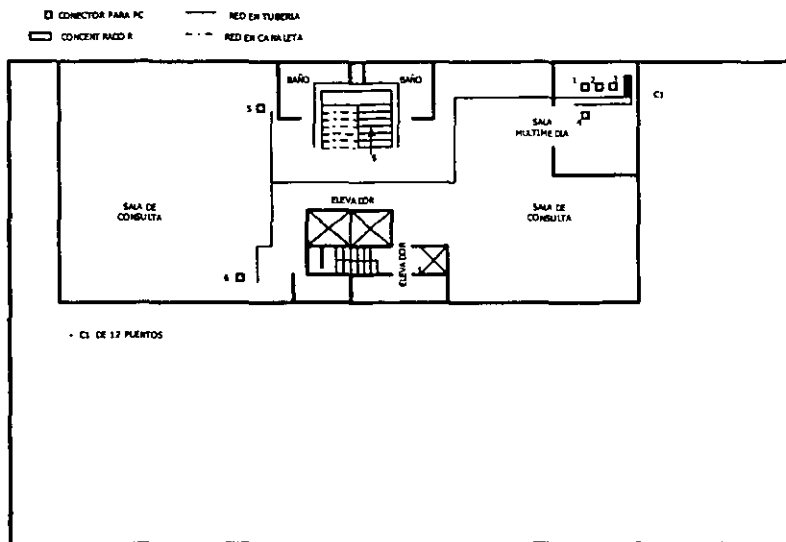 CONECTOR PARA PC
RED EN TUBERIA
CONCENTRADOR
RED EN CANALETA
BAÑO
BAÑO
1 2 3
C1
5
4
SALA
MULTIMEDIA
S
ELEVADOR
SALA DE
CONSULTA
SALA DE
CONSULTA
ELEVADOR
6
- C1 DE 12 PUERTOS